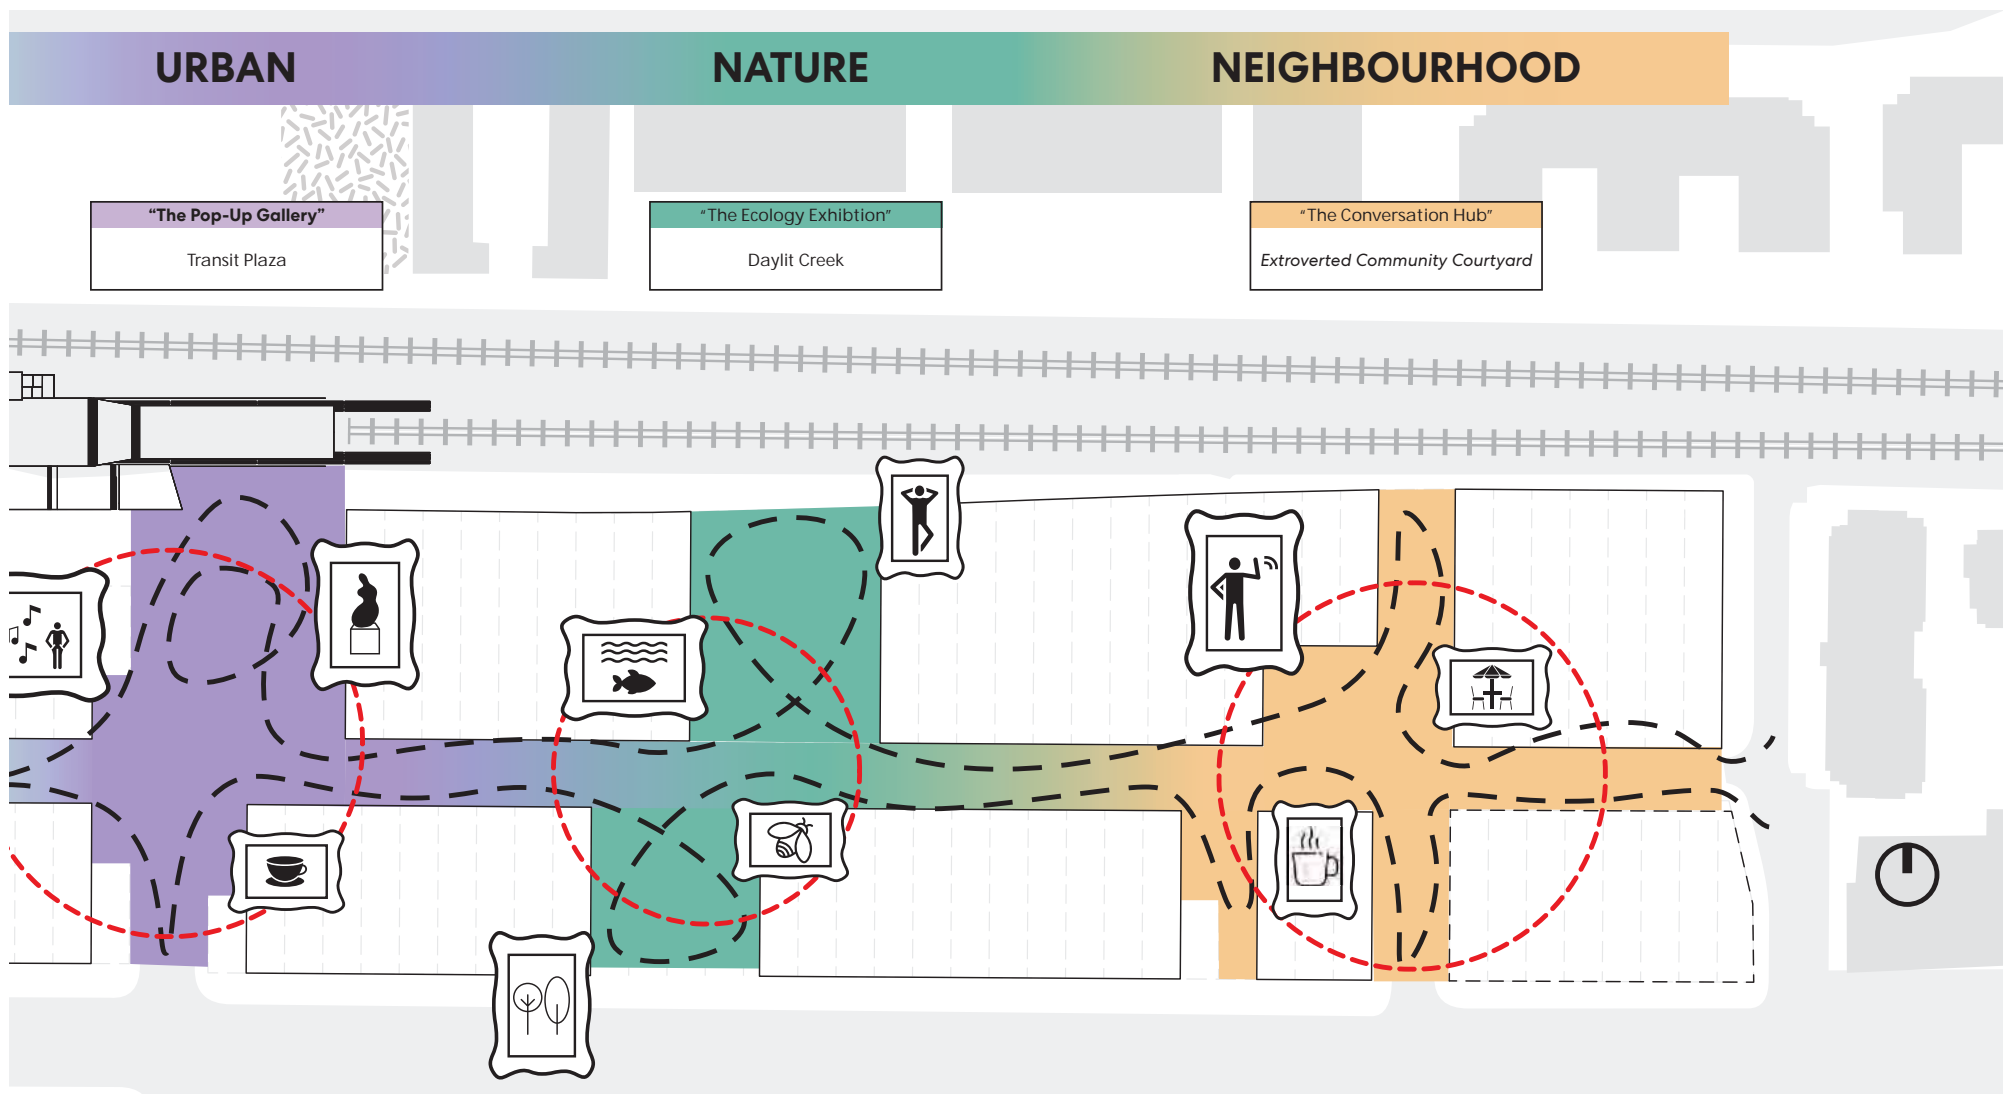 URBAN
NATURE
NEIGHBOURHOOD
“The Pop-Up Gallery”
Transit Plaza
“The Ecology Exhibtion”
Daylit Creek
“The Conversation Hub”
Extroverted Community Courtyard